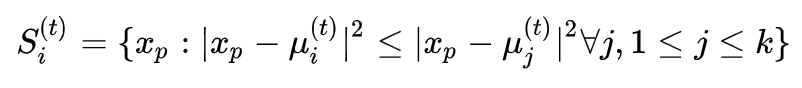 $S_i^{(t)} = \{x_p : |x_p - \mu_i^{(t)}|^2 \leq |x_p - \mu_j^{(t)}|^2 \forall j, 1 \leq j \leq k\}$